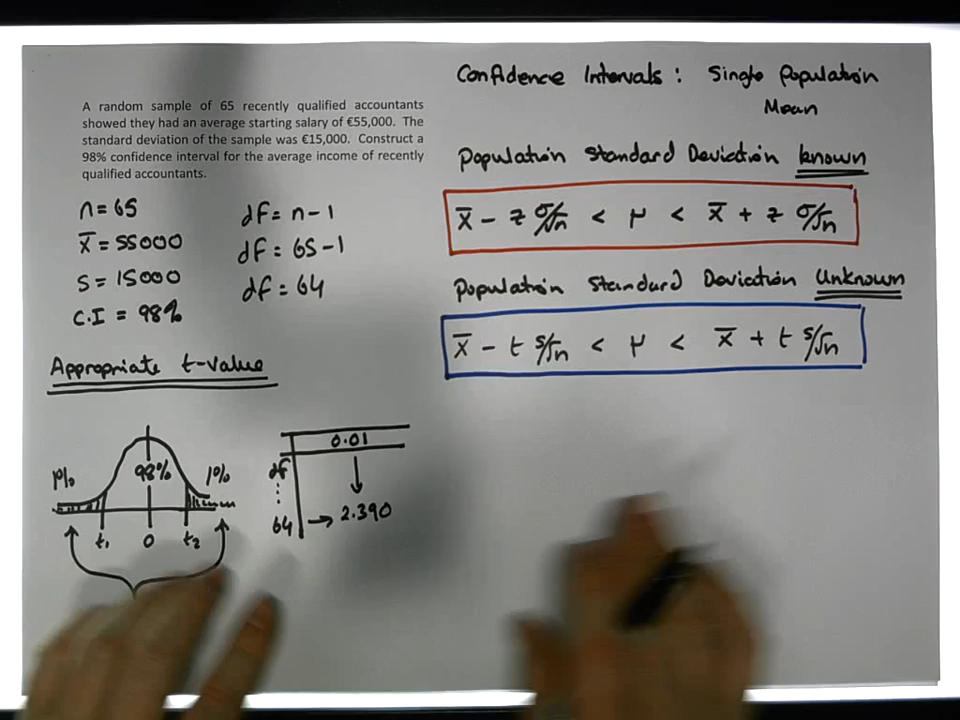 Confidence Intervals: Single Population
Mean
A random sample of 65 recently qualified accountants
showed they had an average starting salary of €55,000. The
standard deviation of the sample was €15,000. Construct a
98% confidence interval for the average income of recently
qualified accountants.
n = 65
x̄ = 55000
s = 15000
C.I = 98%
df = n - 1
df = 65 - 1
df = 64
Population Standard Deviation known
x̄ - z σ/√n < μ < x̄ + z σ/√n
Population Standard Deviation Unknown
x̄ - t s/√n < μ < x̄ + t s/√n
Appropriate t-value
1% 98% 1%
t₁ 0 t₂
0.01
df
64 → 2.390